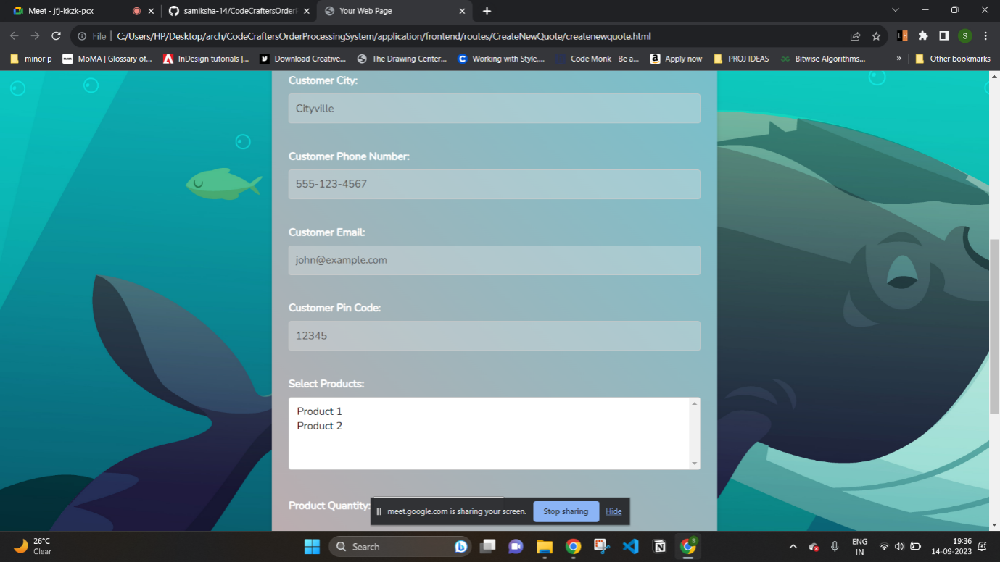 Meet - jfj-kkzk-pcx
samiksha-14/CodeCraftersOrderP
Your Web Page
File
C:/Users/HP/Desktop/arch/CodeCraftersOrderProcessingSystem/application/frontend/routes/CreateNewQuote/createnewquote.html
S
minor p
MoMA | Glossary of...
InDesign tutorials |...
Download Creative...
The Drawing Center...
Working with Style,...
Code Monk - Be a...
Apply now
PROJ IDEAS
Bitwise Algorithms...
»
Other bookmarks
Customer City:
Cityville
Customer Phone Number:
555-123-4567
Customer Email:
john@example.com
Customer Pin Code:
12345
Select Products:
Product 1
Product 2
Product Quantity:
meet.google.com is sharing your screen.
Stop sharing
Hide
26°C
Clear
Search
ENG
IN
19:36
14-09-2023